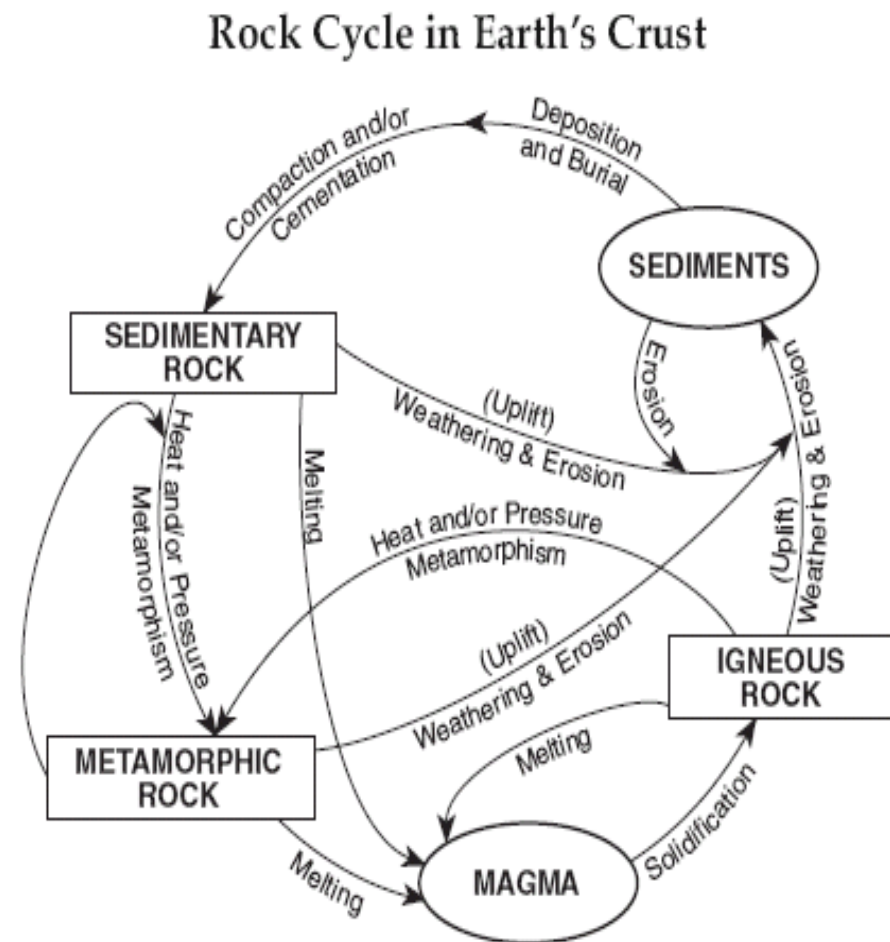 Rock Cycle in Earth's Crust
Deposition
and Burial
Compaction and/or
Cementation
SEDIMENTS
SEDIMENTARY
ROCK
Erosion
(Uplift)
Weathering & Erosion
(Uplift)
Weathering & Erosion
Heat and/or Pressure
Metamorphism
Melting
Heat and/or Pressure
Metamorphism
(Uplift)
Weathering & Erosion
IGNEOUS
ROCK
METAMORPHIC
ROCK
Melting
Melting
MAGMA
Solidification